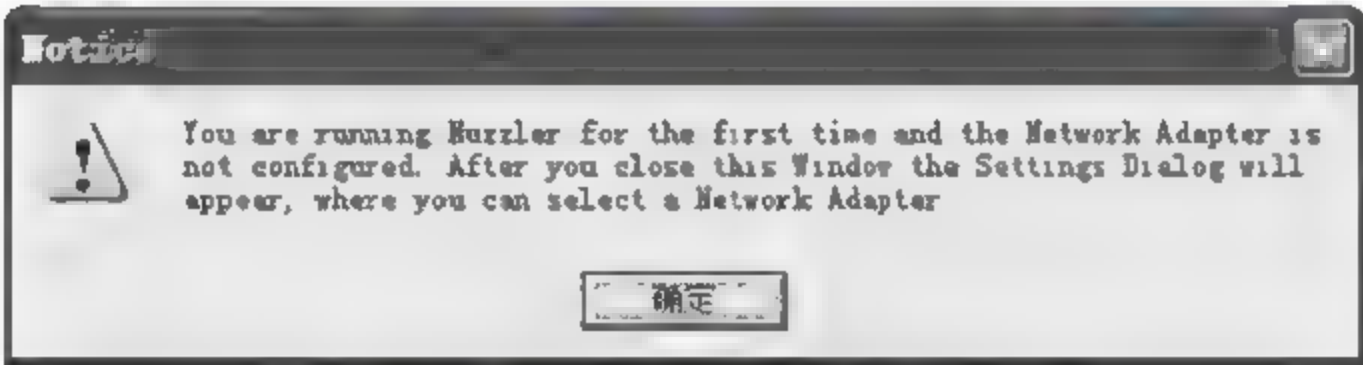 Notice
You are running Nuzzler for the first time and the Network Adapter is
not configured. After you close this Window the Settings Dialog will
appear, where you can select a Network Adapter
确定